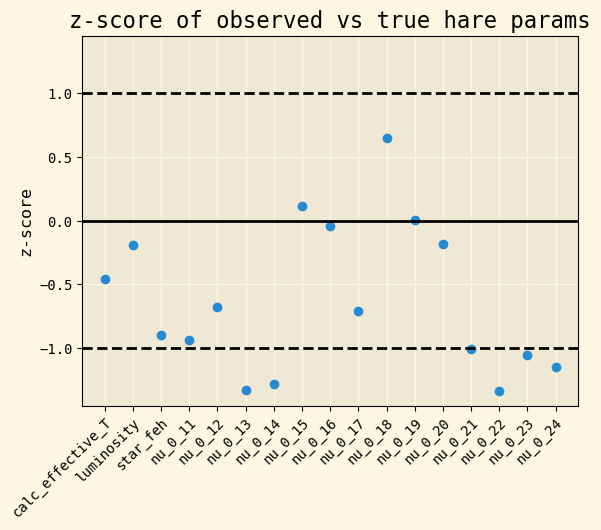 z-score of observed vs true hare params
z-score
1.0
0.5
0.0
−0.5
−1.0
calc_effective_T
luminosity
star_feh
nu_0_11
nu_0_12
nu_0_13
nu_0_14
nu_0_15
nu_0_16
nu_0_17
nu_0_18
nu_0_19
nu_0_20
nu_0_21
nu_0_22
nu_0_23
nu_0_24